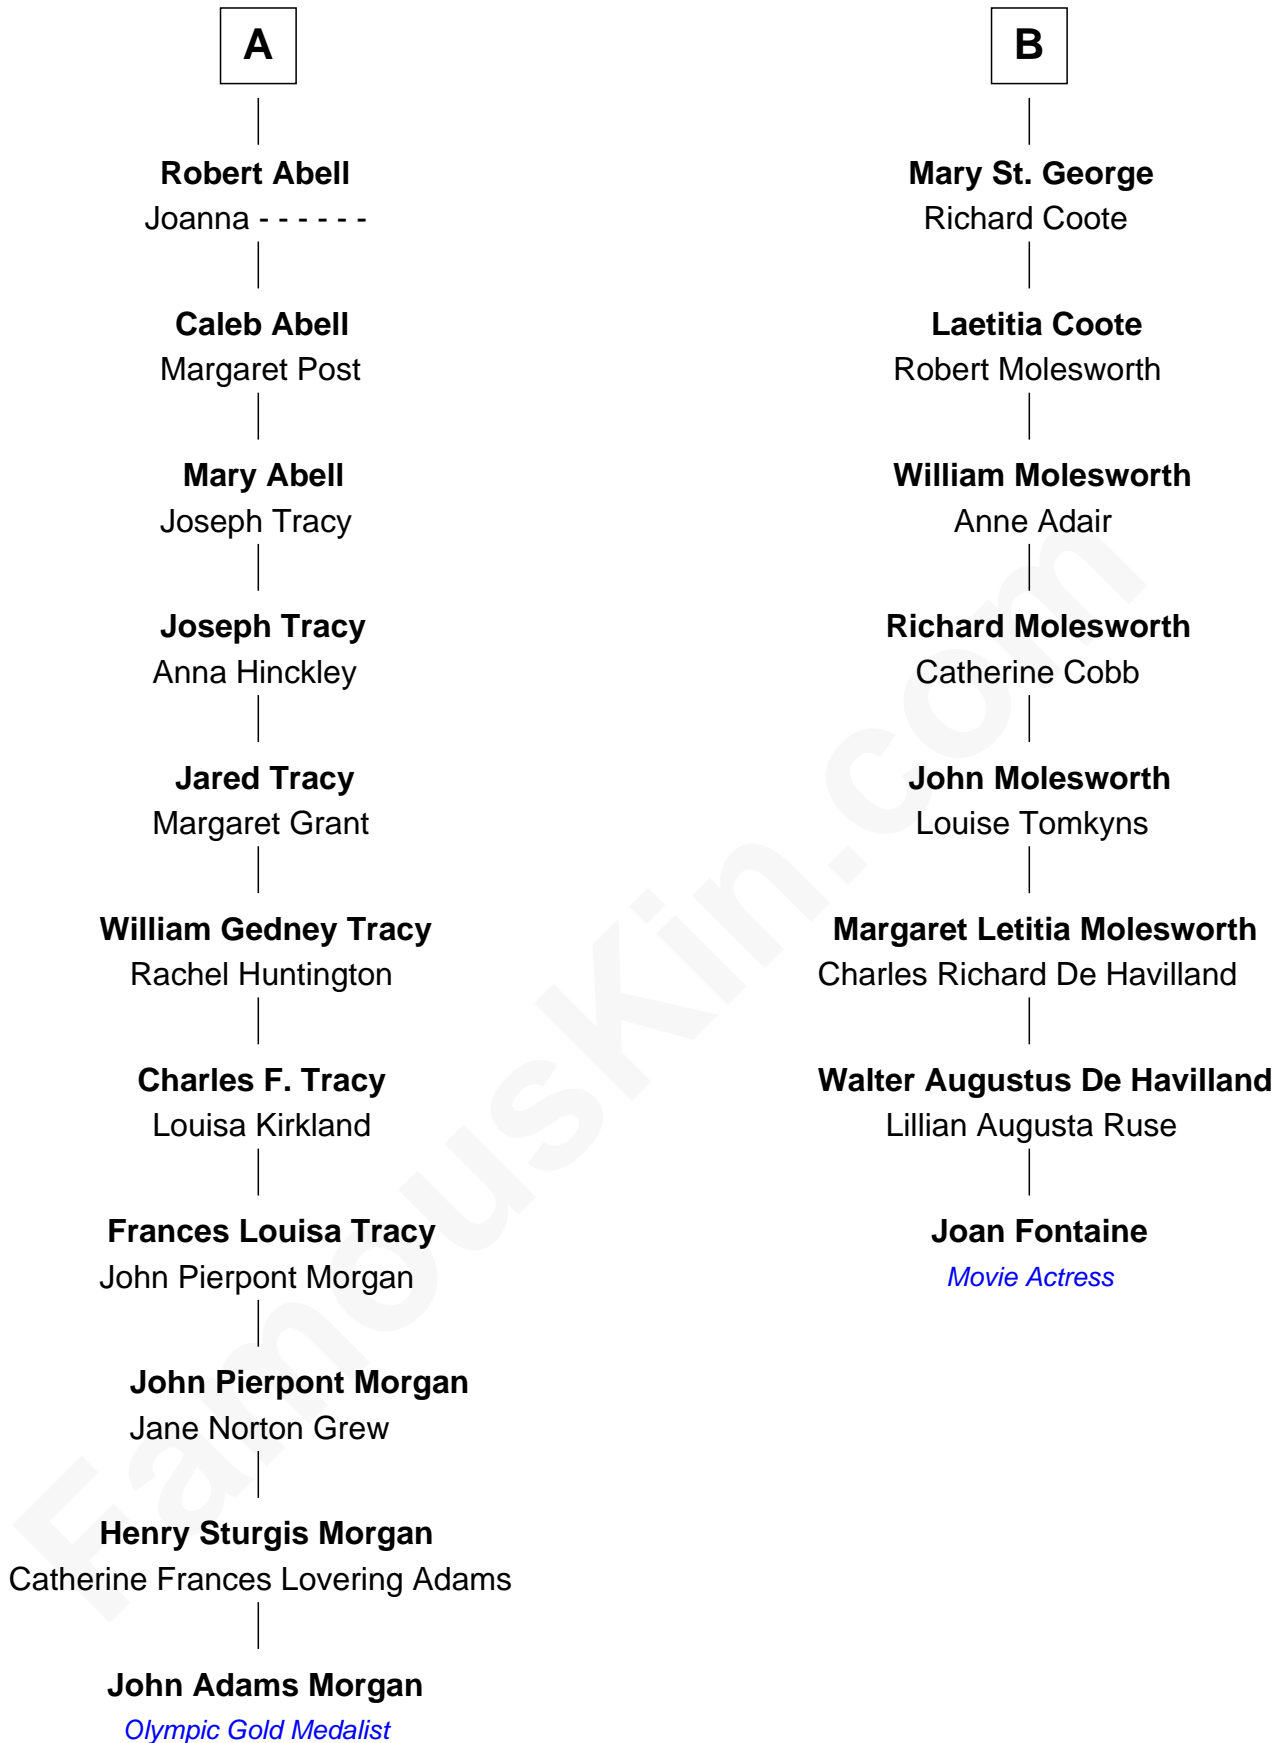 A
Robert Abell
Joanna - - - - - -
Caleb Abell
Margaret Post
Mary Abell
Joseph Tracy
Joseph Tracy
Anna Hinckley
Jared Tracy
Margaret Grant
William Gedney Tracy
Rachel Huntington
Charles F. Tracy
Louisa Kirkland
Frances Louisa Tracy
John Pierpont Morgan
John Pierpont Morgan
Jane Norton Grew
Henry Sturgis Morgan
Catherine Frances Lovering Adams
John Adams Morgan
Olympic Gold Medalist
B
Mary St. George
Richard Coote
Laetitia Coote
Robert Molesworth
William Molesworth
Anne Adair
Richard Molesworth
Catherine Cobb
John Molesworth
Louise Tomkyns
Margaret Letitia Molesworth
Charles Richard De Havilland
Walter Augustus De Havilland
Lillian Augusta Ruse
Joan Fontaine
Movie Actress
FamousKin.com